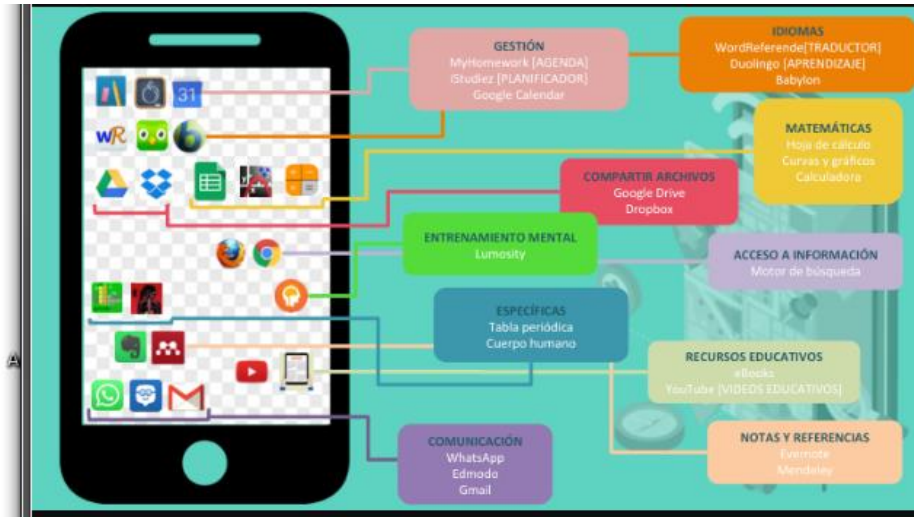 GESTIÓN
MyHomework [AGENDA]
iStudiez [PLANIFICADOR]
Google Calendar
IDIOMAS
WordReferende[TRADUCTOR]
Duolingo [APRENDIZAJE]
Babylon
MATEMÁTICAS
Hoja de cálculo
Curvas y gráficos
Calculadora
COMPARTIR ARCHIVOS
Google Drive
Dropbox
ENTRENAMIENTO MENTAL
Lumosity
ACCESO A INFORMACIÓN
Motor de búsqueda
ESPECÍFICAS
Tabla periódica
Cuerpo humano
RECURSOS EDUCATIVOS
eBooks
YouTube [VIDEOS EDUCATIVOS]
NOTAS Y REFERENCIAS
Evernote
Mendeley
COMUNICACIÓN
WhatsApp
Edmodo
Gmail
31
WR
A